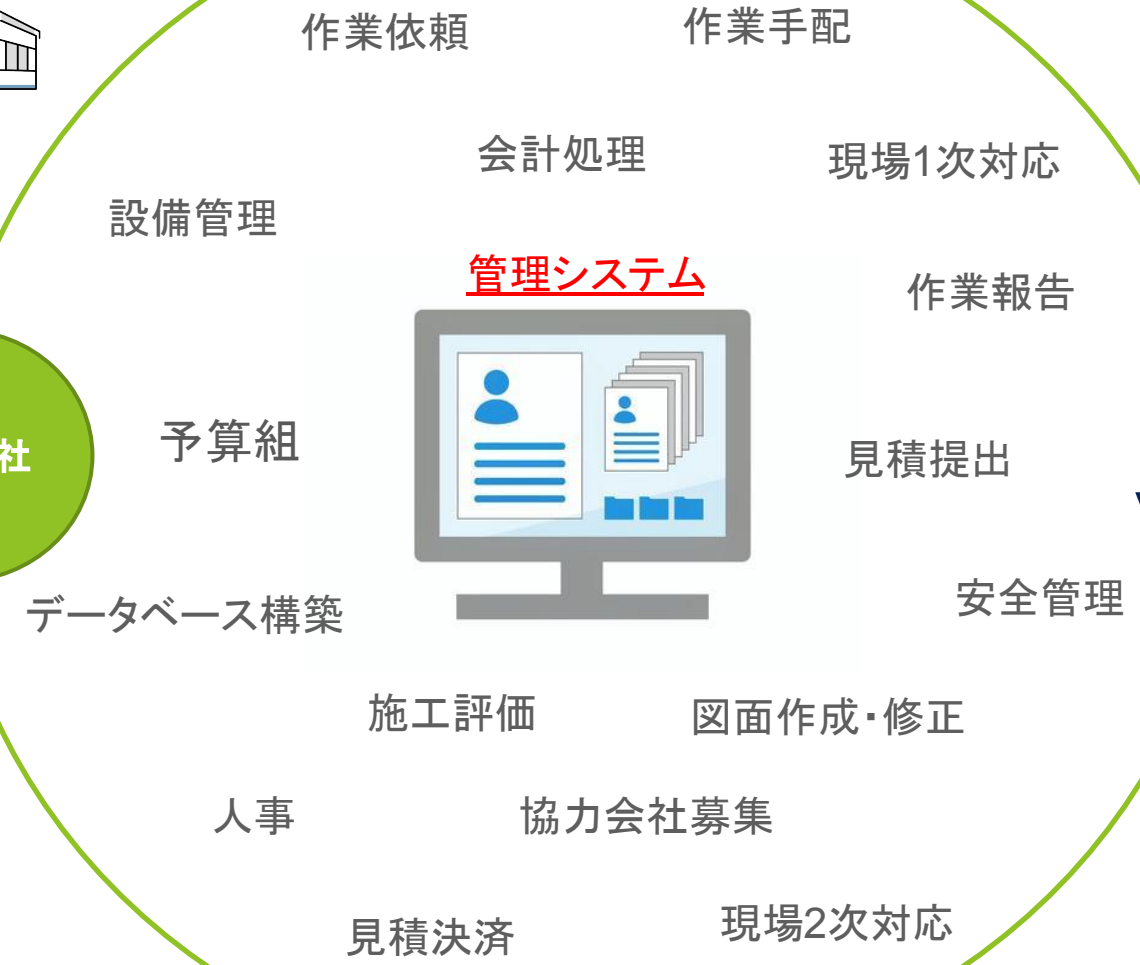 作業依頼
作業手配
会計処理
現場1次対応
設備管理
管理システム
作業報告
予算組
社
見積提出
データベース構築
安全管理
施工評価
図面作成・修正
人事
協力会社募集
見積決済
現場2次対応